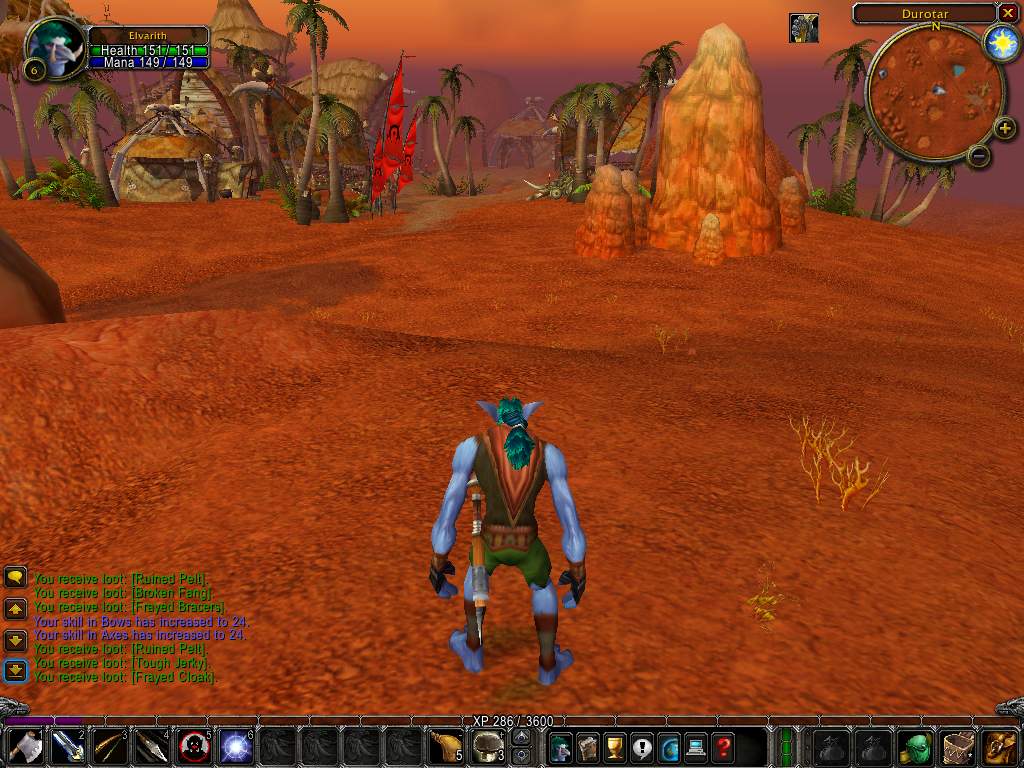 Elvarith
Health 151 / 151
Mana 149 / 149
6
Durotar
N
You receive loot: [Ruined Pelt].
You receive loot: [Broken Fang].
You receive loot: [Frayed Bracers].
Your skill in Bows has increased to 24.
Your skill in Axes has increased to 24.
You receive loot: [Ruined Pelt].
You receive loot: [Tough Jerky].
You receive loot: [Frayed Cloak].
XP 286 / 3600
2 3 4 5 6 5 3